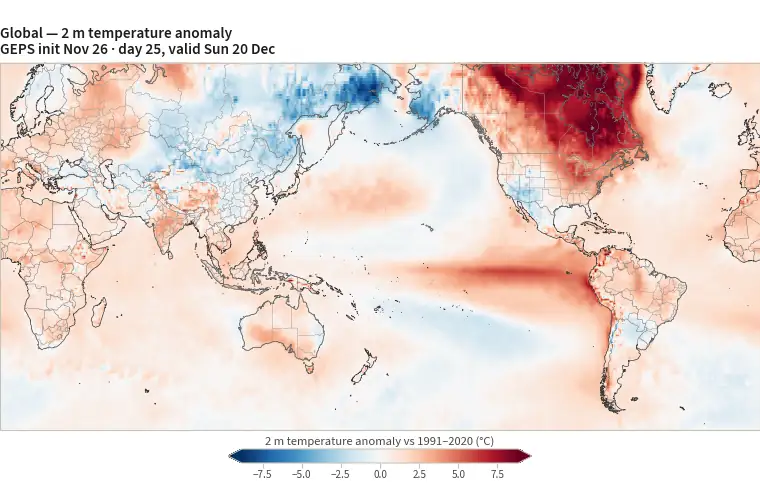 Global — 2 m temperature anomaly
GEPS init Nov 26 · day 25, valid Sun 20 Dec
2 m temperature anomaly vs 1991–2020 (°C)
−7.5 −5.0 −2.5 0.0 2.5 5.0 7.5